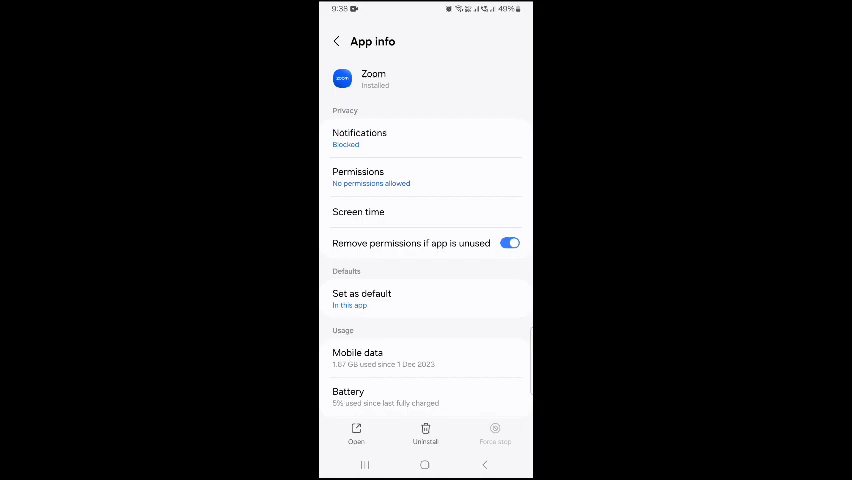 9:38
49%
App info
zoom
Zoom
Installed
Privacy
Notifications
Blocked
Permissions
No permissions allowed
Screen time
Remove permissions if app is unused
Defaults
Set as default
In this app
Usage
Mobile data
1.67 GB used since 1 Dec 2023
Battery
5% used since last fully charged
Open
Uninstall
Force stop